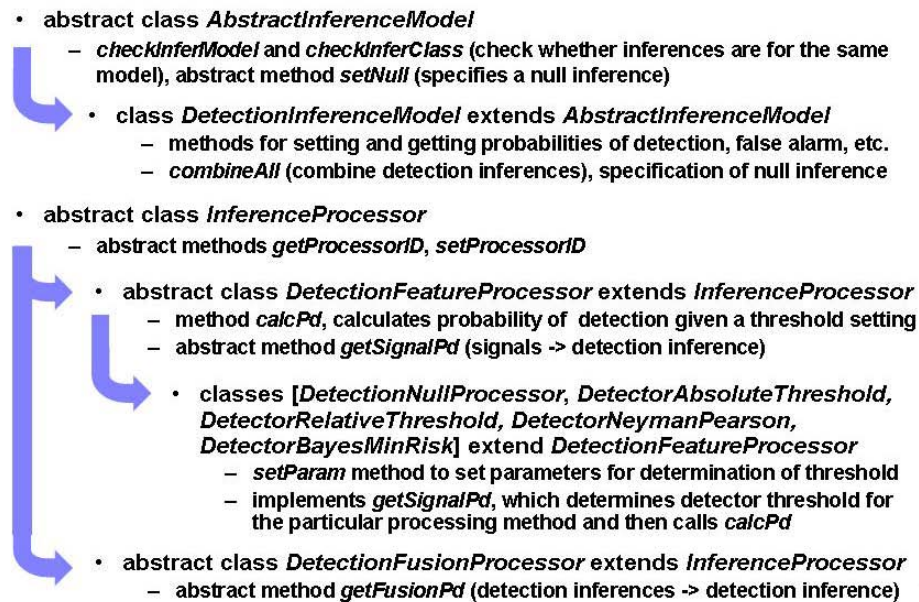 • abstract class AbstractInferenceModel
– checkInferModel and checkInferClass (check whether inferences are for the same
model), abstract method setNull (specifies a null inference)
• class DetectionInferenceModel extends AbstractInferenceModel
– methods for setting and getting probabilities of detection, false alarm, etc.
– combineAll (combine detection inferences), specification of null inference
• abstract class InferenceProcessor
– abstract methods getProcessorID, setProcessorID
• abstract class DetectionFeatureProcessor extends InferenceProcessor
– method calcPd, calculates probability of detection given a threshold setting
– abstract method getSignalPd (signals -> detection inference)
• classes [DetectionNullProcessor, DetectorAbsoluteThreshold,
DetectorRelativeThreshold, DetectorNeymanPearson,
DetectorBayesMinRisk] extend DetectionFeatureProcessor
– setParam method to set parameters for determination of threshold
– implements getSignalPd, which determines detector threshold for
the particular processing method and then calls calcPd
• abstract class DetectionFusionProcessor extends InferenceProcessor
– abstract method getFusionPd (detection inferences -> detection inference)